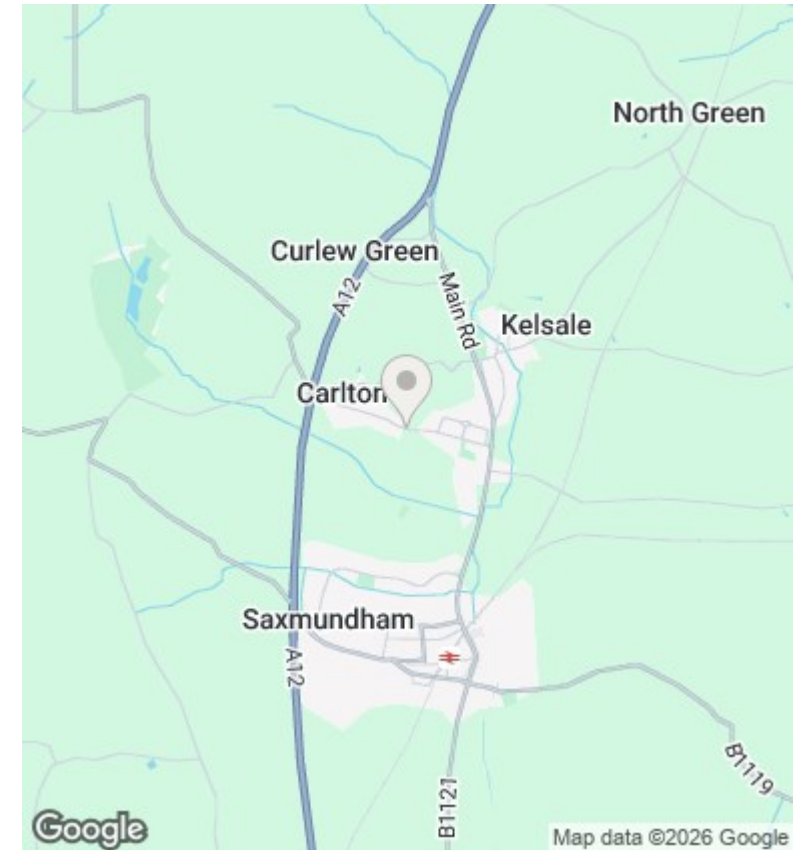 North Green
Curlew Green
A12
Main Rd
Kelsale
Carlton
Saxmundham
A12
B1121
B1119
Google
Map data ©2026 Google